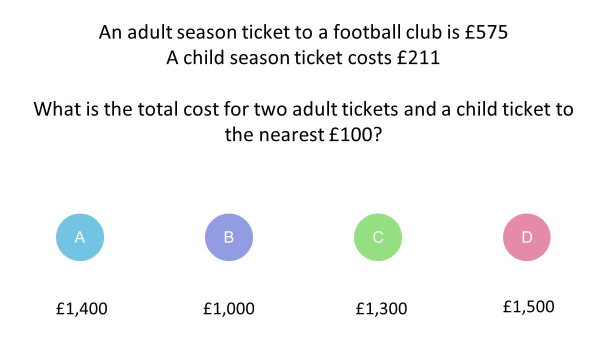 An adult season ticket to a football club is £575
A child season ticket costs £211
What is the total cost for two adult tickets and a child ticket to
the nearest £100?
A B C D
£1,400 £1,000 £1,300 £1,500